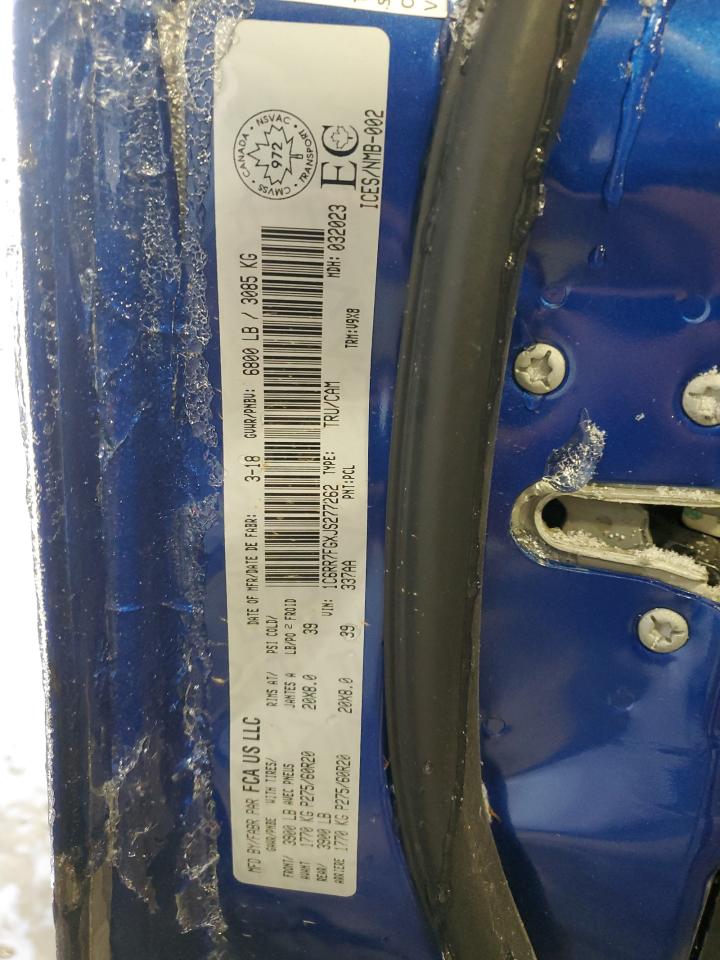 MFD BY/FABR PAR FCA US LLC
DATE OF MFR/DATE DE FABR: 3-18 GVWR/PNBV: 6800 LB / 3085 KG
GAWR/PNBE WITH TIRES/ RIMS AT/ PSI COLD/
FRONT/ 3900 LB AVEC PNEUS JANTES A LB/PO 2 FROID
AVANT 1770 KG P275/60R20 20X8.0 39
REAR/ 3900 LB
ARRIERE 1770 KG P275/60R20 20X8.0 39
VIN: 1C6RR7FGXJS277262 TYPE: TRU/CAM MDH: 032023
337AA PNT:PCL TRM:V9X8
CANADA • NSVAC • TRANSPORT • CMVSS
972
EC
ICES/NMB-002